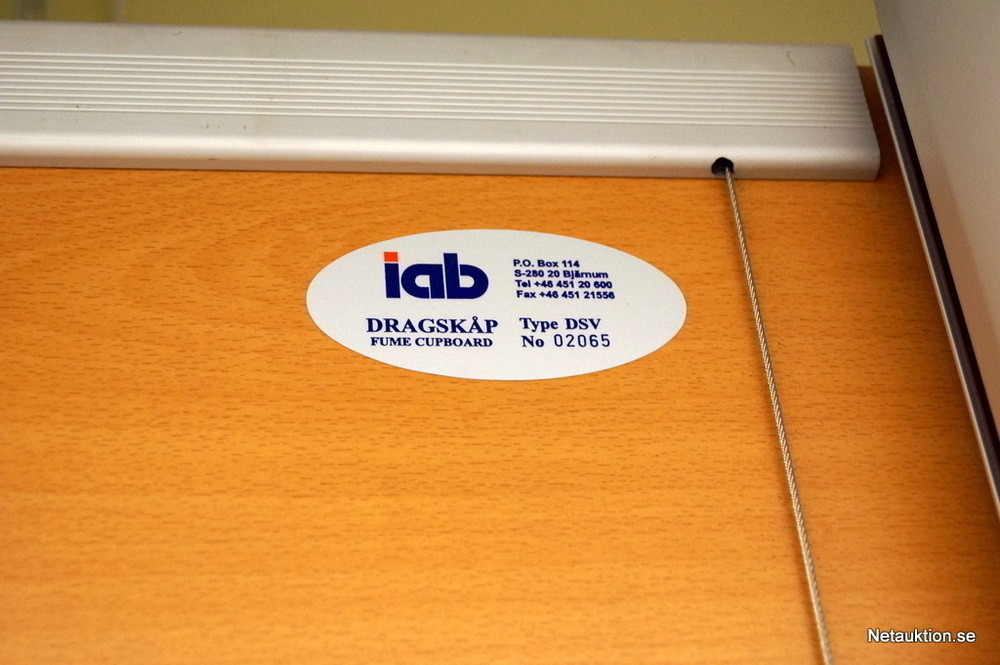 iab
P.O. Box 114
S-280 20 Bjärnum
Tel +46 451 20 600
Fax +46 451 21556
DRAGSKÅP
FUME CUPBOARD
Type DSV
No 02065
Netauktion.se